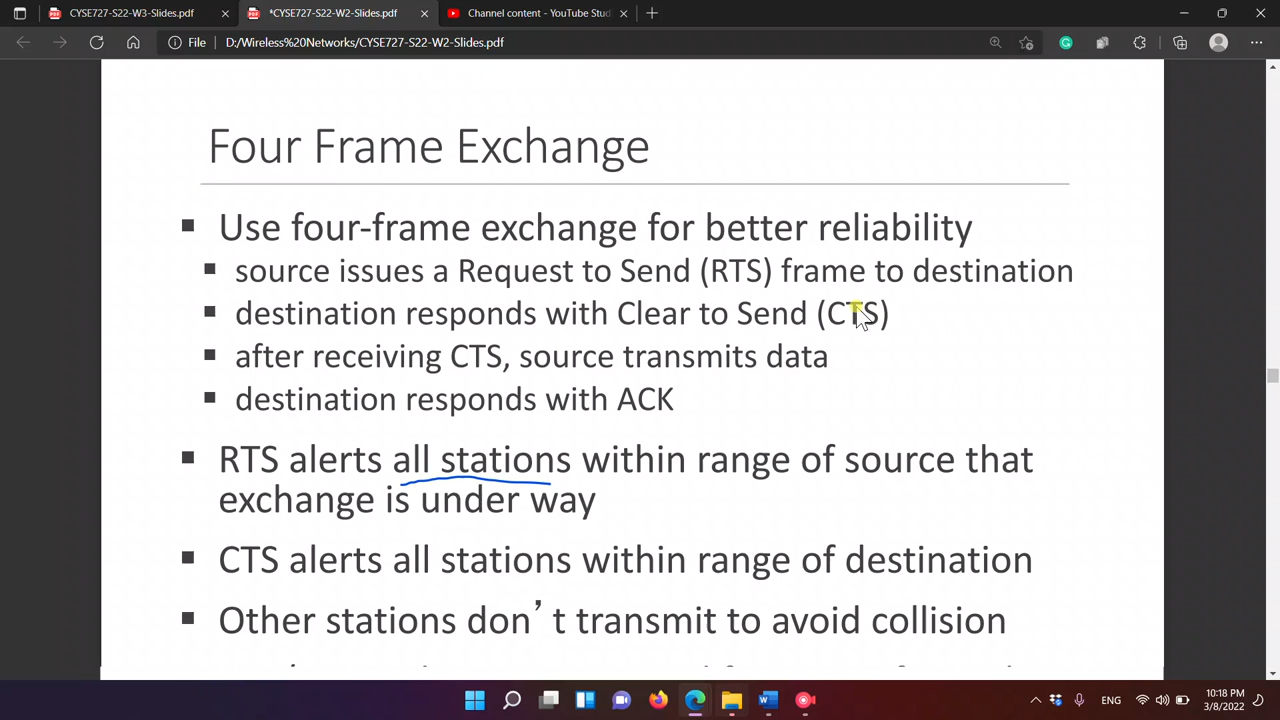 CYSE727-S22-W3-Slides.pdf
*CYSE727-S22-W2-Slides.pdf
Channel content - YouTube Stud
File
D:/Wireless%20Networks/CYSE727-S22-W2-Slides.pdf
Four Frame Exchange
Use four-frame exchange for better reliability
source issues a Request to Send (RTS) frame to destination
destination responds with Clear to Send (CTS)
after receiving CTS, source transmits data
destination responds with ACK
RTS alerts all stations within range of source that
exchange is under way
CTS alerts all stations within range of destination
Other stations don’t transmit to avoid collision
ENG
10:18 PM
3/8/2022